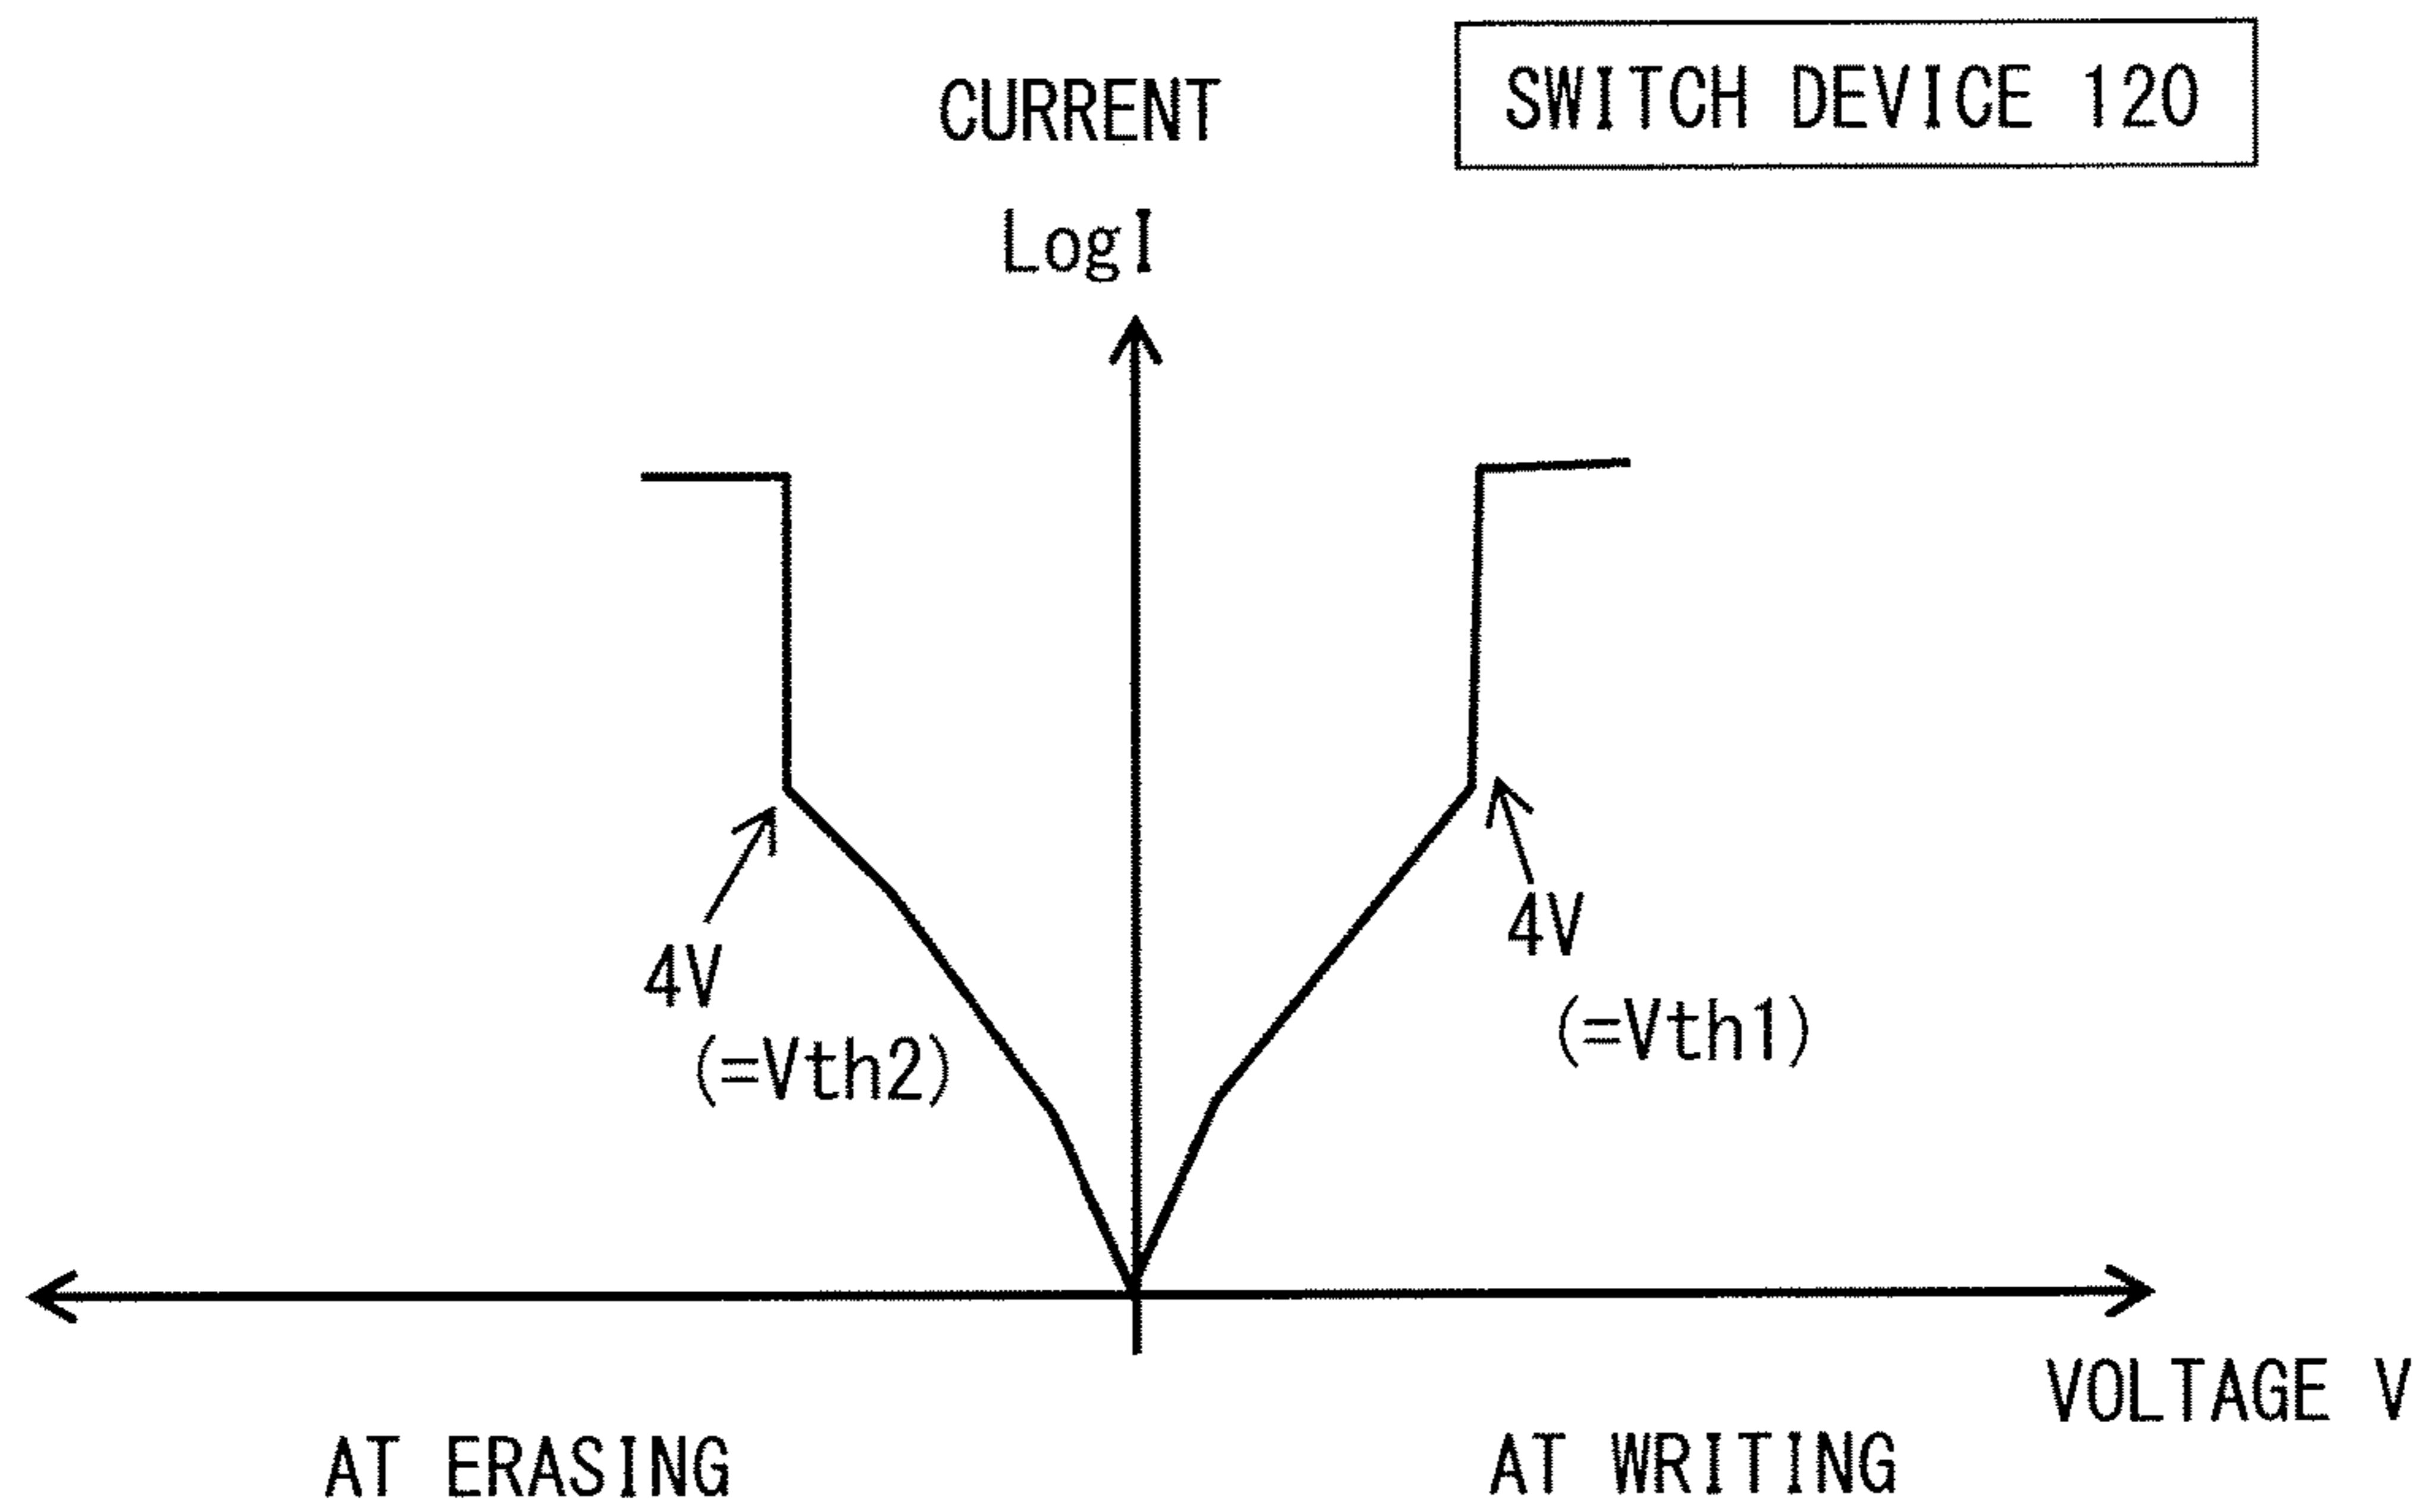 SWITCH DEVICE 120
CURRENT
LogI
4V
(=Vth2)
4V
(=Vth1)
VOLTAGE V
AT ERASING
AT WRITING